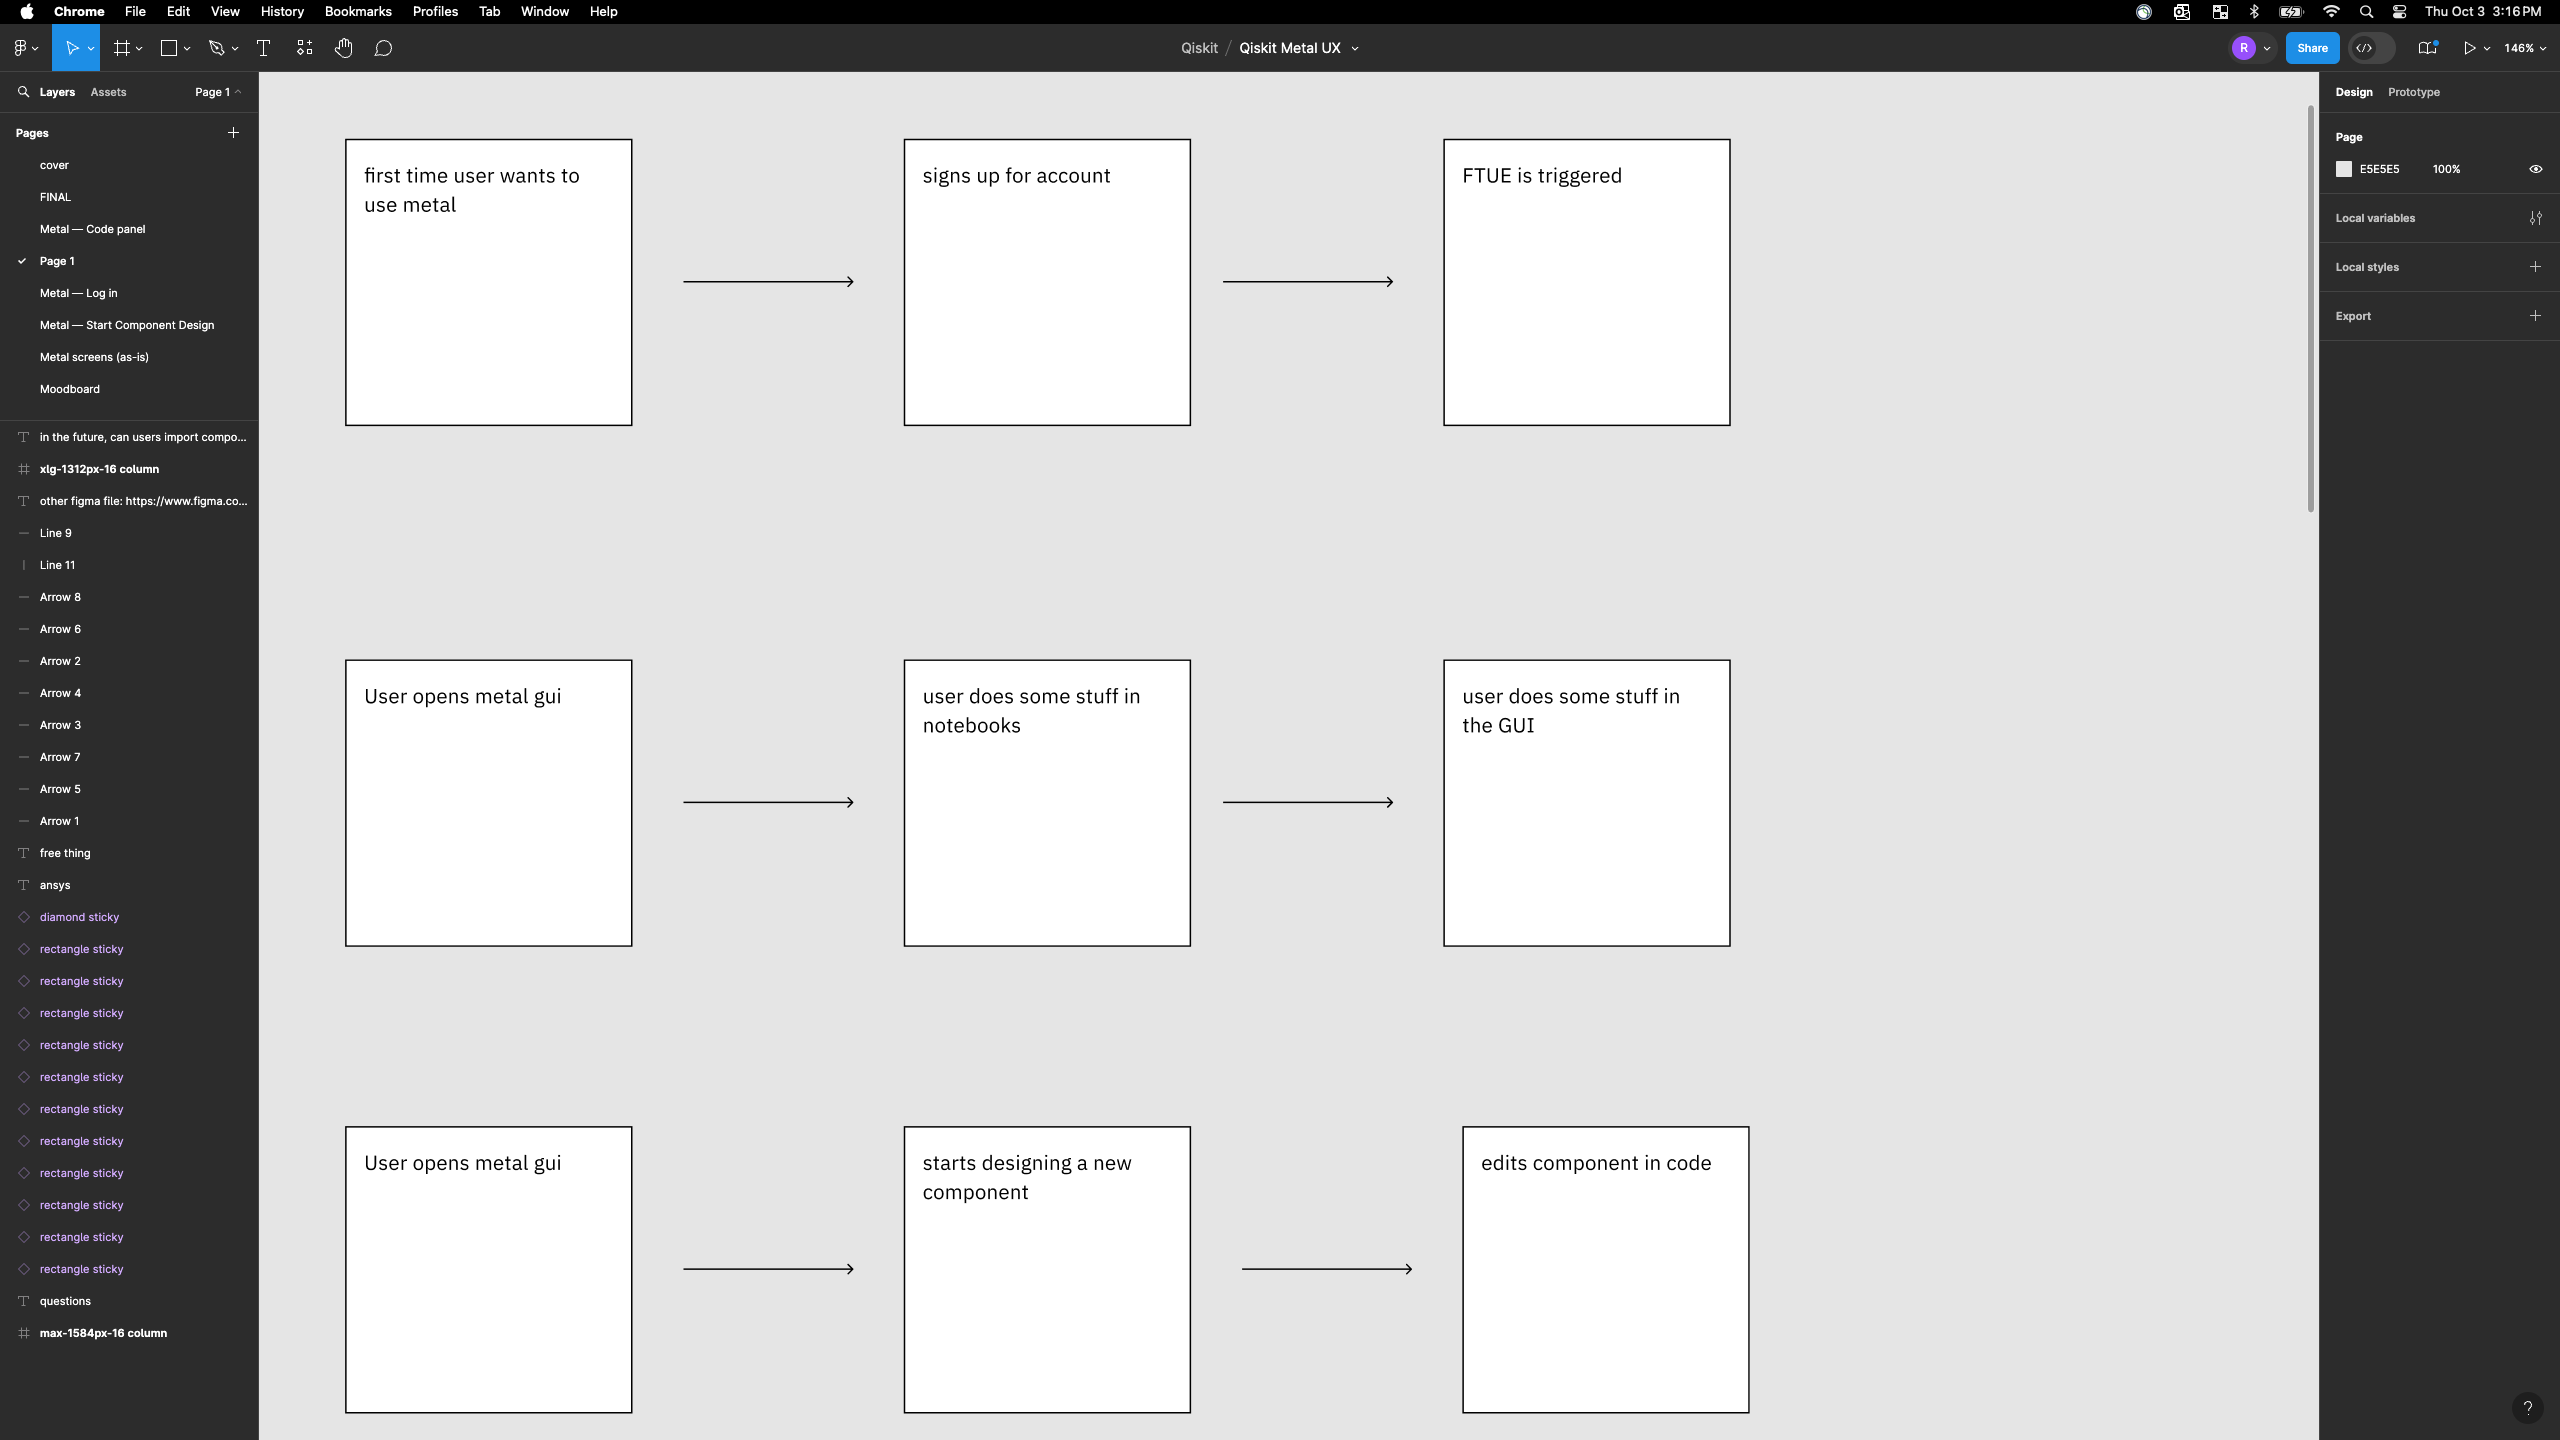 Chrome File Edit View History Bookmarks Profiles Tab Window Help Thu Oct 3 3:16 PM
Qiskit / Qiskit Metal UX R Share 146%
Layers Assets Page 1
Pages
cover
FINAL
Metal — Code panel
Page 1
Metal — Log in
Metal — Start Component Design
Metal screens (as-is)
Moodboard
in the future, can users import compo...
xlg-1312px-16 column
other figma file: https://www.figma.co...
Line 9
Line 11
Arrow 8
Arrow 6
Arrow 2
Arrow 4
Arrow 3
Arrow 7
Arrow 5
Arrow 1
free thing
ansys
diamond sticky
rectangle sticky
rectangle sticky
rectangle sticky
rectangle sticky
rectangle sticky
rectangle sticky
rectangle sticky
rectangle sticky
rectangle sticky
rectangle sticky
rectangle sticky
questions
max-1584px-16 column
first time user wants to
use metal
signs up for account
FTUE is triggered
User opens metal gui
user does some stuff in
notebooks
user does some stuff in
the GUI
User opens metal gui
starts designing a new
component
edits component in code
Design Prototype
Page
E5E5E5 100%
Local variables
Local styles
Export
?